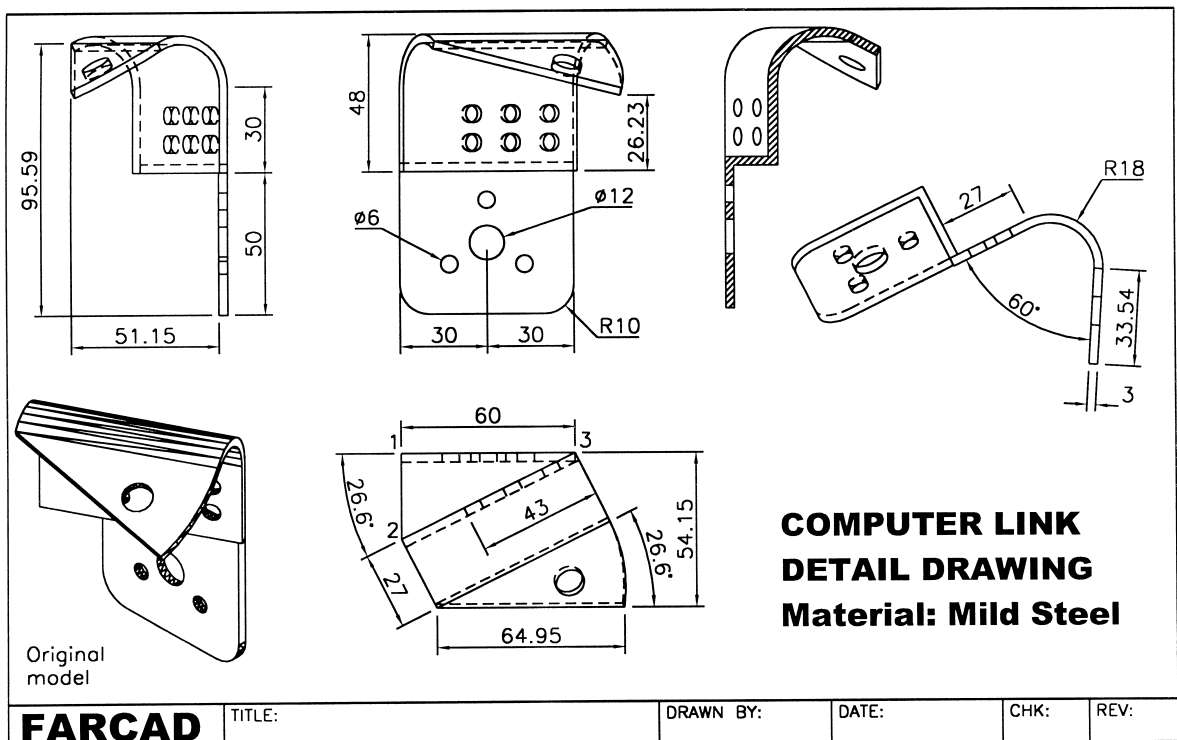 95.59
30
50
51.15
48
26.23
ø6
ø12
R10
30
30
27
R18
60°
33.54
3
60
1
3
26.6°
2
43
27
26.6°
54.15
64.95
Original
model
COMPUTER LINK
DETAIL DRAWING
Material: Mild Steel
FARCAD
TITLE:
DRAWN BY:
DATE:
CHK:
REV: